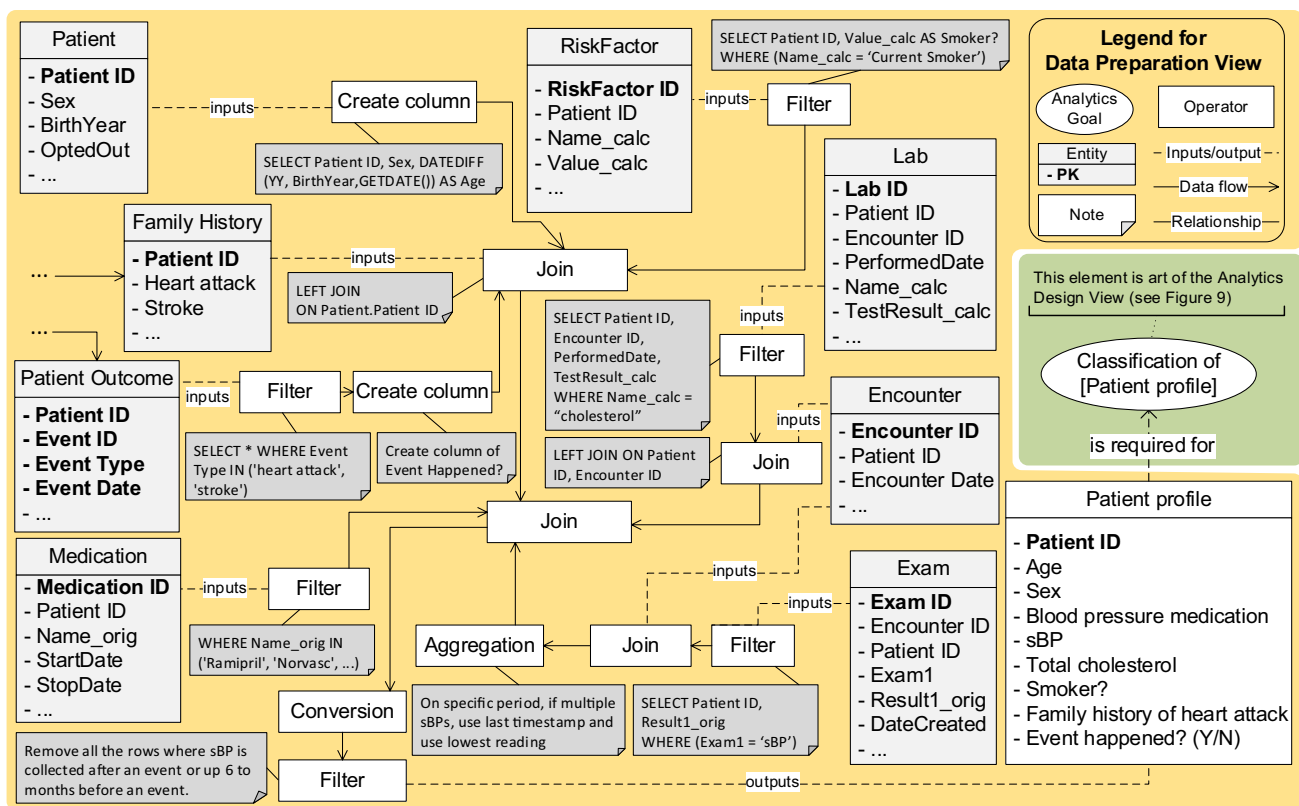 Patient
- Patient ID
- Sex
- BirthYear
- OptedOut
- ...
inputs
Create column
SELECT Patient ID, Sex, DATEDIFF
(YY, BirthYear,GETDATE()) AS Age
RiskFactor
- RiskFactor ID
- Patient ID
- Name_calc
- Value_calc
- ...
inputs
Filter
SELECT Patient ID, Value_calc AS Smoker?
WHERE (Name_calc = ‘Current Smoker’)
Legend for
Data Preparation View
Analytics
Goal
Operator
Entity
- PK
Inputs/output
Data flow
Note
Relationship
Family History
- Patient ID
- Heart attack
- Stroke
- ...
...
...
inputs
Join
LEFT JOIN
ON Patient.Patient ID
Lab
- Lab ID
- Patient ID
- Encounter ID
- PerformedDate
- Name_calc
- TestResult_calc
- ...
inputs
Filter
SELECT Patient ID,
Encounter ID,
PerformedDate,
TestResult_calc
WHERE Name_calc =
“cholesterol”
This element is art of the Analytics
Design View (see Figure 9)
Classification of
[Patient profile]
is required for
Patient Outcome
- Patient ID
- Event ID
- Event Type
- Event Date
- ...
inputs
Filter
Create column
SELECT * WHERE Event
Type IN ('heart attack',
'stroke')
Create column of
Event Happened?
Encounter
- Encounter ID
- Patient ID
- Encounter Date
- ...
inputs
Join
LEFT JOIN ON Patient
ID, Encounter ID
Join
Medication
- Medication ID
- Patient ID
- Name_orig
- StartDate
- StopDate
- ...
inputs
Filter
WHERE Name_orig IN
('Ramipril', 'Norvasc', ...)
inputs
Exam
- Exam ID
- Encounter ID
- Patient ID
- Exam1
- Result1_orig
- DateCreated
- ...
inputs
Filter
Join
Aggregation
SELECT Patient ID,
Result1_orig
WHERE (Exam1 = ‘sBP’)
On specific period, if multiple
sBPs, use last timestamp and
use lowest reading
Conversion
Filter
Remove all the rows where sBP is
collected after an event or up 6 to
months before an event.
outputs
Patient profile
- Patient ID
- Age
- Sex
- Blood pressure medication
- sBP
- Total cholesterol
- Smoker?
- Family history of heart attack
- Event happened? (Y/N)